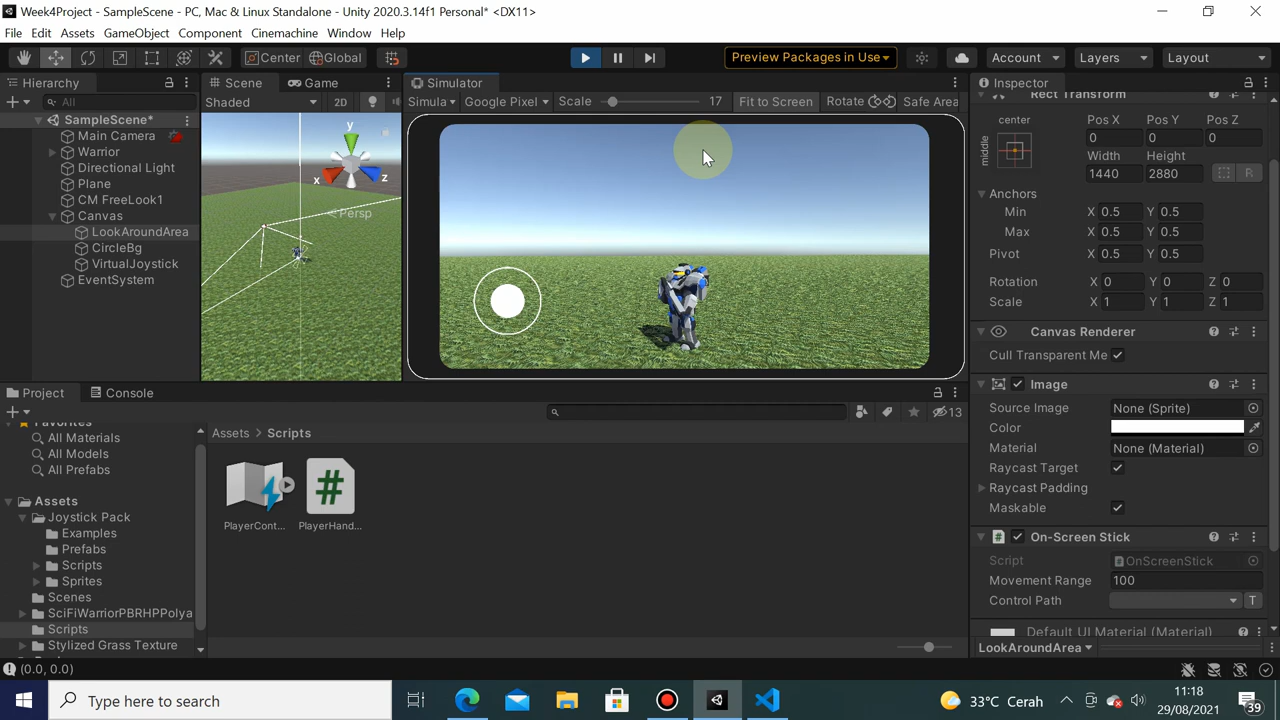 Week4Project - SampleScene - PC, Mac & Linux Standalone - Unity 2020.3.14f1 Personal* <DX11>
File Edit Assets GameObject Component Cinemachine Window Help
Center Global Preview Packages in Use Account Layers Layout
Hierarchy
All
SampleScene*
Main Camera
Warrior
Directional Light
Plane
CM FreeLook1
Canvas
LookAroundArea
CircleBg
VirtualJoystick
EventSystem
Scene Game
Shaded 2D
y
x
z
Persp
Simulator
Simula Google Pixel Scale 17 Fit to Screen Rotate Safe Area
Inspector
Rect Transform
center
middle
Pos X Pos Y Pos Z
0 0 0
Width Height
1440 2880 R
Anchors
Min X 0.5 Y 0.5
Max X 0.5 Y 0.5
Pivot X 0.5 Y 0.5
Rotation X 0 Y 0 Z 0
Scale X 1 Y 1 Z 1
Canvas Renderer
Cull Transparent Me
Image
Source Image None (Sprite)
Color
Material None (Material)
Raycast Target
Raycast Padding
Maskable
On-Screen Stick
Script OnScreenStick
Movement Range 100
Control Path T
Default UI Material (Material)
LookAroundArea
Project Console
13
Favorites
All Materials
All Models
All Prefabs
Assets
Joystick Pack
Examples
Prefabs
Scripts
Sprites
Scenes
SciFiWarriorPBRHPPolya
Scripts
Stylized Grass Texture
Assets > Scripts
PlayerCont... PlayerHand...
(0.0, 0.0)
Type here to search
33°C Cerah
11:18
29/08/2021
39